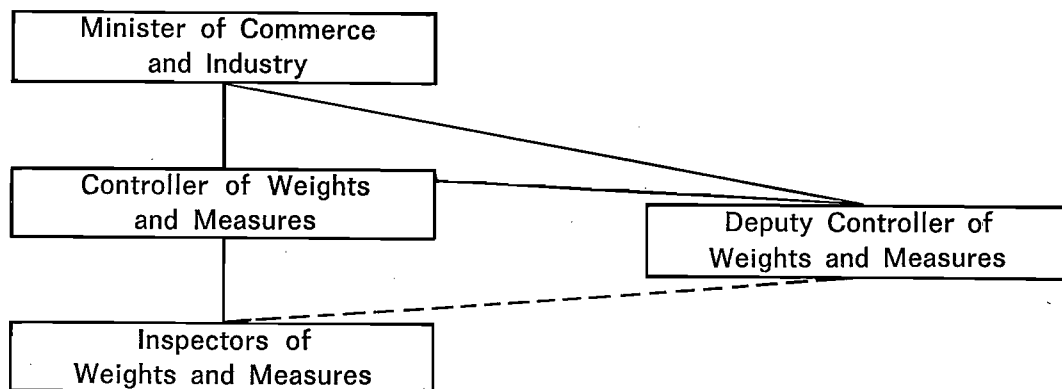 Minister of Commerce
and Industry
Controller of Weights
and Measures
Deputy Controller of
Weights and Measures
Inspectors of
Weights and Measures